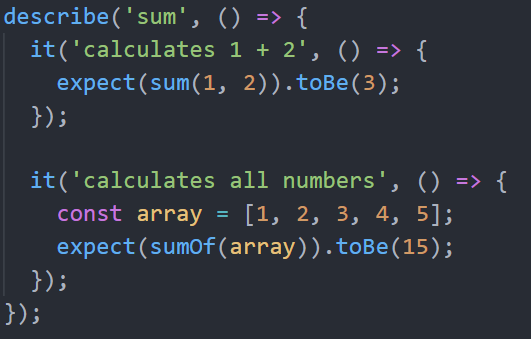 describe('sum', () => {
  it('calculates 1 + 2', () => {
    expect(sum(1, 2)).toBe(3);
  });

  it('calculates all numbers', () => {
    const array = [1, 2, 3, 4, 5];
    expect(sumOf(array)).toBe(15);
  });
});